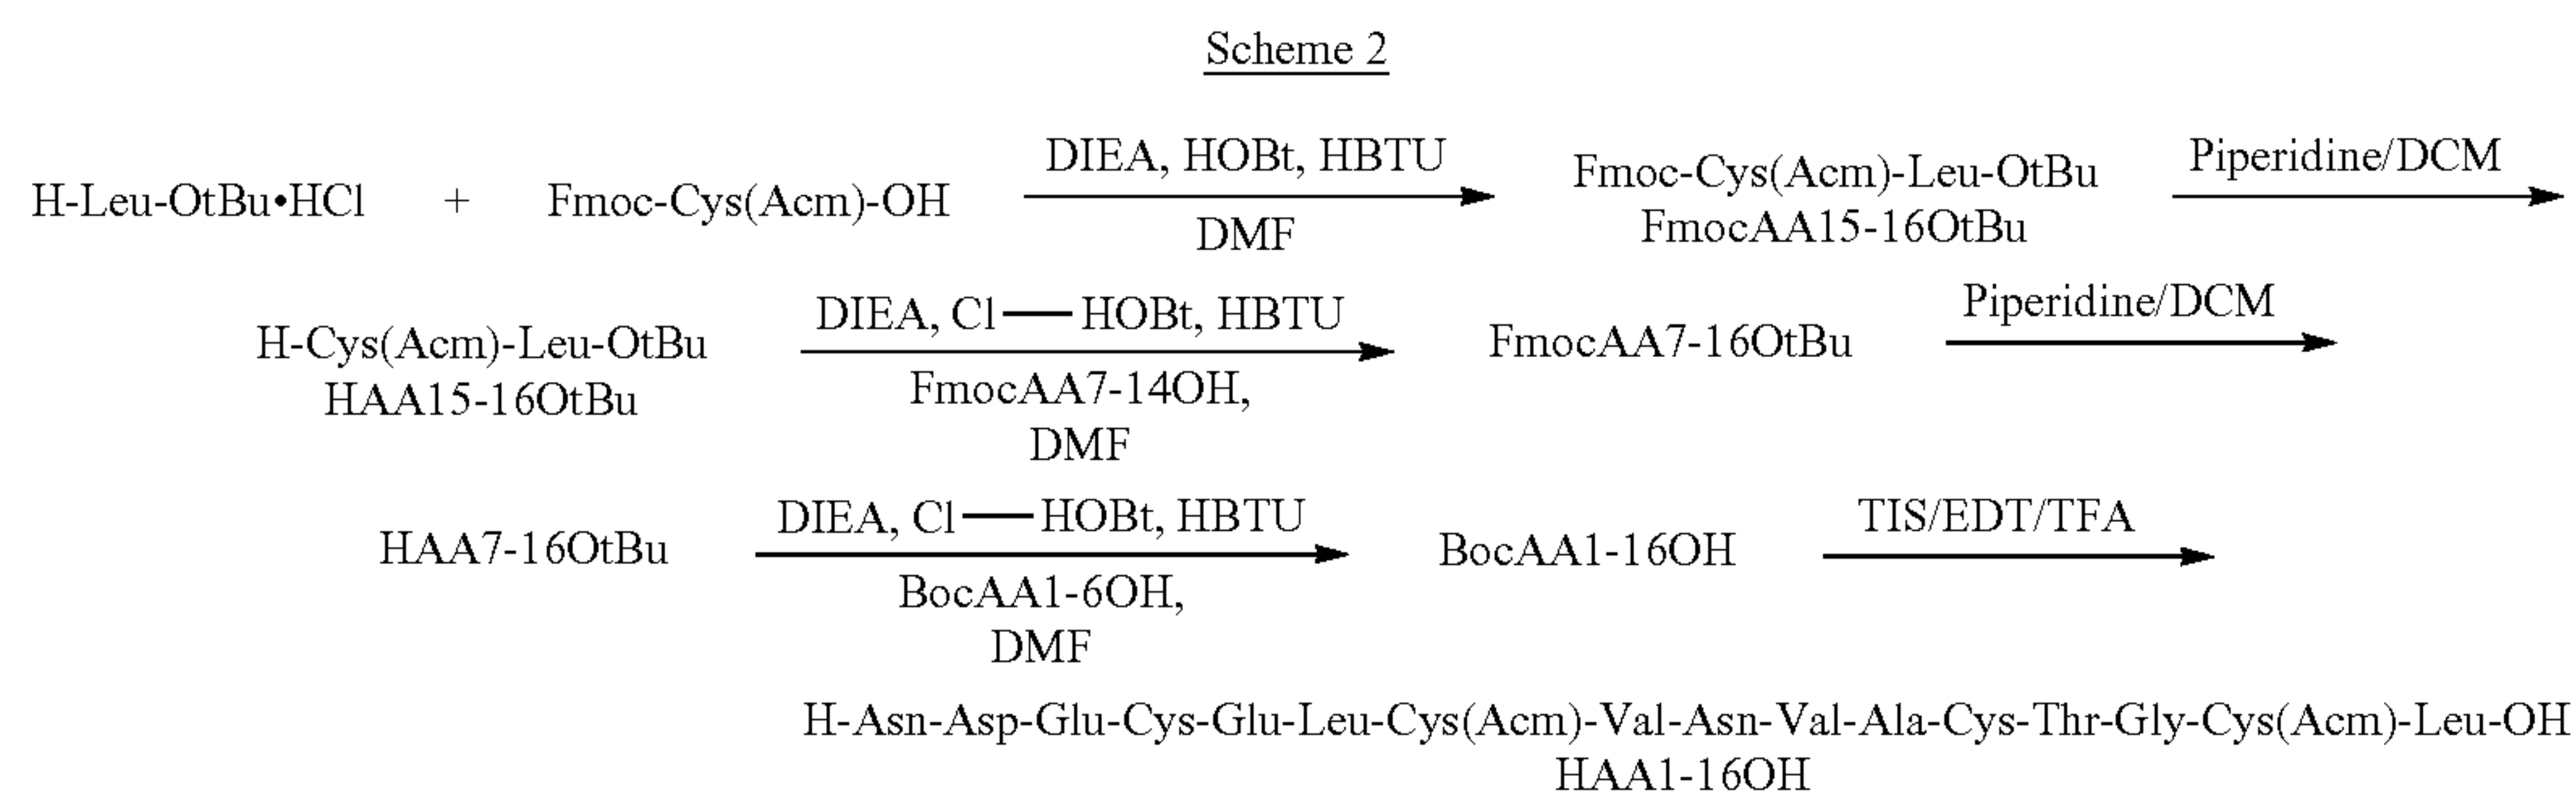 Scheme 2
DIEA, HOBt, HBTU
Piperidine/DCM
H-Leu-OtBu•HCl + Fmoc-Cys(Acm)-OH
Fmoc-Cys(Acm)-Leu-OtBu
FmocAA15-16OtBu
DMF
DIEA, Cl—HOBt, HBTU
Piperidine/DCM
H-Cys(Acm)-Leu-OtBu
HAA15-16OtBu
FmocAA7-16OtBu
FmocAA7-14OH,
DMF
DIEA, Cl—HOBt, HBTU
TIS/EDT/TFA
HAA7-16OtBu
BocAA1-16OH
BocAA1-6OH,
DMF
H-Asn-Asp-Glu-Cys-Glu-Leu-Cys(Acm)-Val-Asn-Val-Ala-Cys-Thr-Gly-Cys(Acm)-Leu-OH
HAA1-16OH